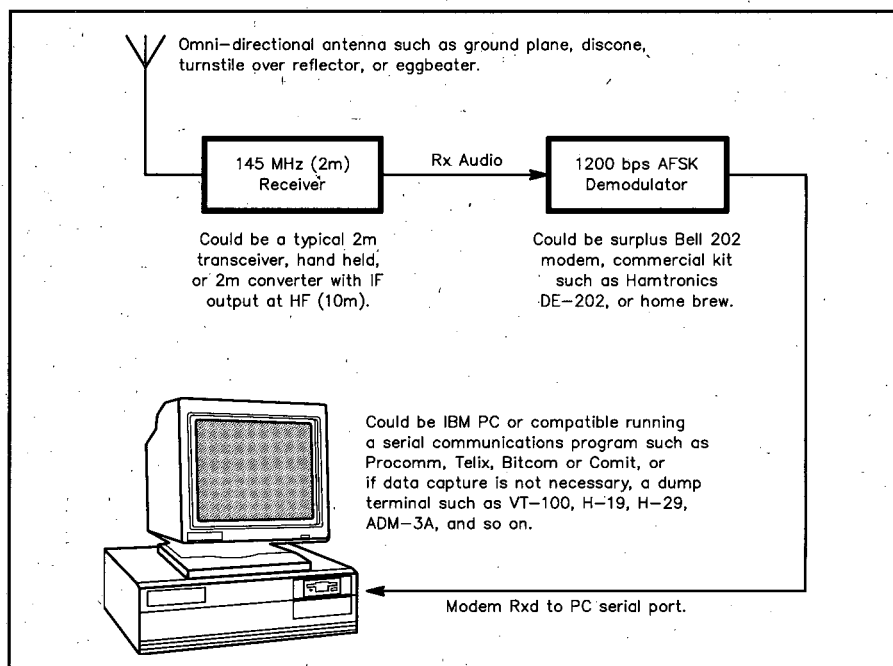 Omni-directional antenna such as ground plane, discone,
turnstile over reflector, or eggbeater.
145 MHz (2m)
Receiver
Rx Audio
1200 bps AFSK
Demodulator
Could be a typical 2m
transceiver, hand held,
or 2m converter with IF
output at HF (10m).
Could be surplus Bell 202
modem, commercial kit
such as Hamtronics
DE-202, or home brew.
Could be IBM PC or compatible running
a serial communications program such as
Procomm, Telix, Bitcom or Comit, or
if data capture is not necessary, a dump
terminal such as VT-100, H-19, H-29,
ADM-3A, and so on.
Modem Rxd to PC serial port.